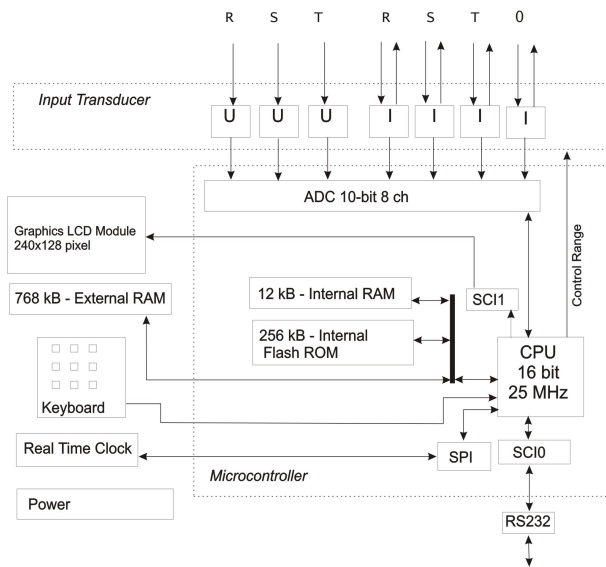 R S T R S T 0
Input Transducer
U U U I I I I
ADC 10-bit 8 ch
Graphics LCD Module
240x128 pixel
Control Range
768 kB - External RAM
12 kB - Internal RAM
SCI1
256 kB - Internal
Flash ROM
CPU
16 bit
25 MHz
Keyboard
Real Time Clock
SPI
SCI0
Microcontroller
Power
RS232